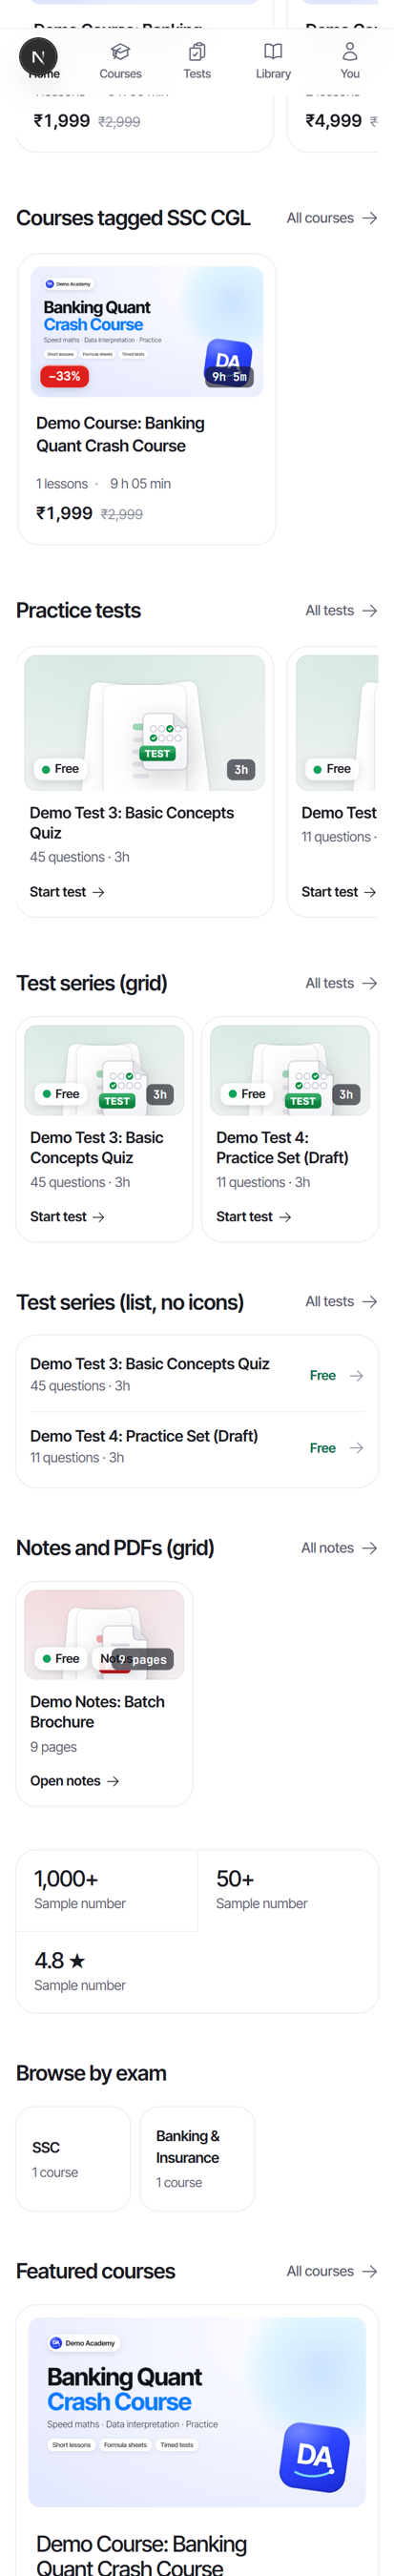 N
Home
Courses
Tests
Library
You
₹1,999 ₹2,999
₹4,999
Courses tagged SSC CGL
All courses →
DA Demo Academy
Banking Quant
Crash Course
Speed maths · Data interpretation · Practice
Short lessons
Formula sheets
Timed tests
DA
−33%
9h 5m
Demo Course: Banking
Quant Crash Course
1 lessons · 9 h 05 min
₹1,999 ₹2,999
Practice tests
All tests →
TEST
Free
3h
Free
Demo Test 3: Basic Concepts
Quiz
45 questions · 3h
Start test →
Demo Test
11 questions ·
Start test →
Test series (grid)
All tests →
Free
TEST
3h
Free
TEST
3h
Demo Test 3: Basic
Concepts Quiz
45 questions · 3h
Start test →
Demo Test 4:
Practice Set (Draft)
11 questions · 3h
Start test →
Test series (list, no icons)
All tests →
Demo Test 3: Basic Concepts Quiz
45 questions · 3h
Free →
Demo Test 4: Practice Set (Draft)
11 questions · 3h
Free →
Notes and PDFs (grid)
All notes →
Free
Notes
9 pages
Demo Notes: Batch
Brochure
9 pages
Open notes →
1,000+
Sample number
50+
Sample number
4.8 ★
Sample number
Browse by exam
SSC
1 course
Banking &
Insurance
1 course
Featured courses
All courses →
DA Demo Academy
Banking Quant
Crash Course
Speed maths · Data interpretation · Practice
Short lessons
Formula sheets
Timed tests
DA
Demo Course: Banking
Quant Crash Course